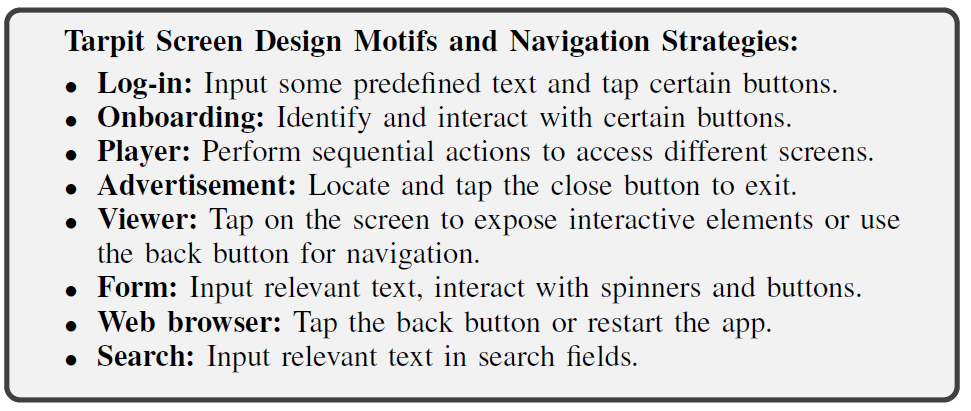 Tarpit Screen Design Motifs and Navigation Strategies:
• Log-in: Input some predefined text and tap certain buttons.
• Onboarding: Identify and interact with certain buttons.
• Player: Perform sequential actions to access different screens.
• Advertisement: Locate and tap the close button to exit.
• Viewer: Tap on the screen to expose interactive elements or use
the back button for navigation.
• Form: Input relevant text, interact with spinners and buttons.
• Web browser: Tap the back button or restart the app.
• Search: Input relevant text in search fields.